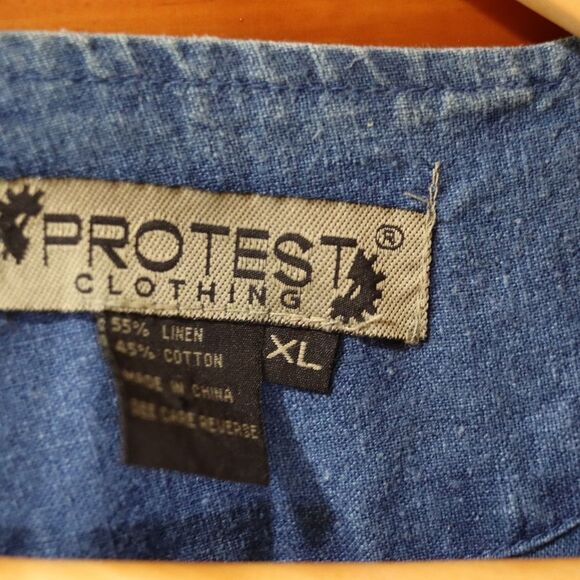 PROTEST®
CLOTHING
55% LINEN
45% COTTON
XL
MADE IN CHINA
SEE CARE REVERSE